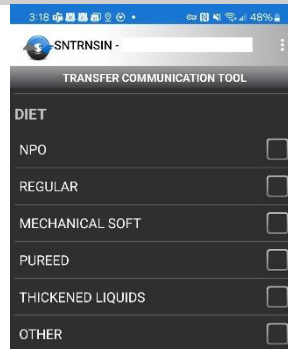 3:18
48%
SNTRNSIN -
TRANSFER COMMUNICATION TOOL
DIET
NPO
REGULAR
MECHANICAL SOFT
PUREED
THICKENED LIQUIDS
OTHER